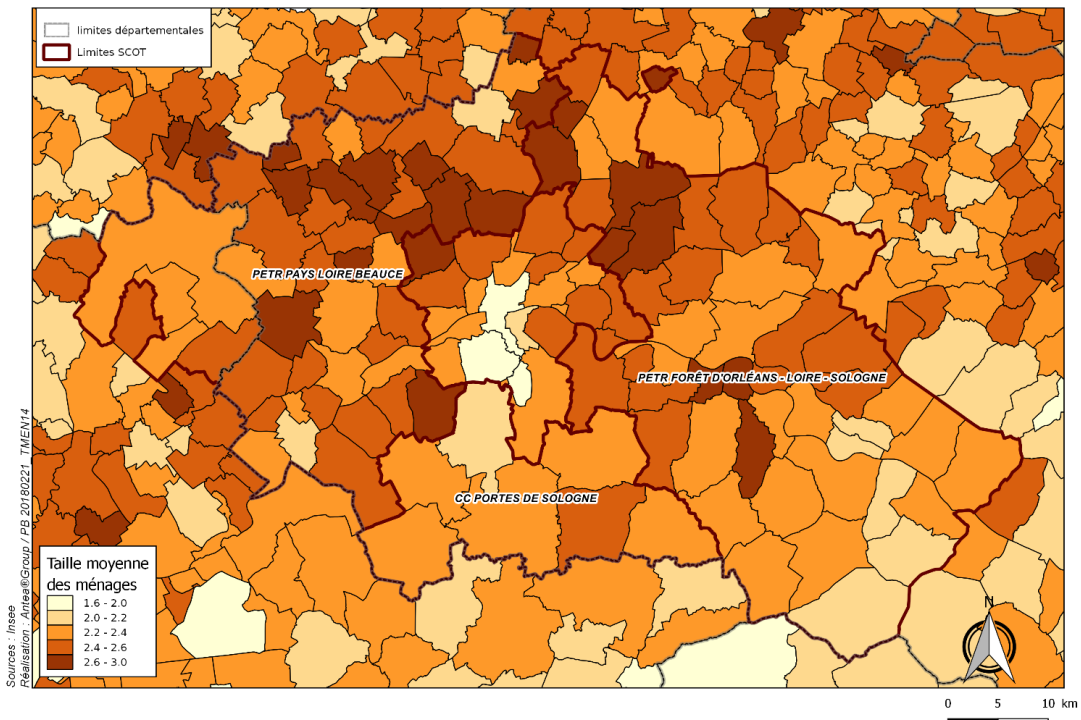 limites départementales
Limites SCOT
PETR PAYS LOIRE BEAUCE
PETR FORÊT D'ORLÉANS - LOIRE - SOLOGNE
CC PORTES DE SOLOGNE
Sources : Insee
Réalisation : Antea®Group / PB 20180221 TMEN14
Taille moyenne
des ménages
1.6 - 2.0
2.0 - 2.2
2.2 - 2.4
2.4 - 2.6
2.6 - 3.0
N
0 5 10 km